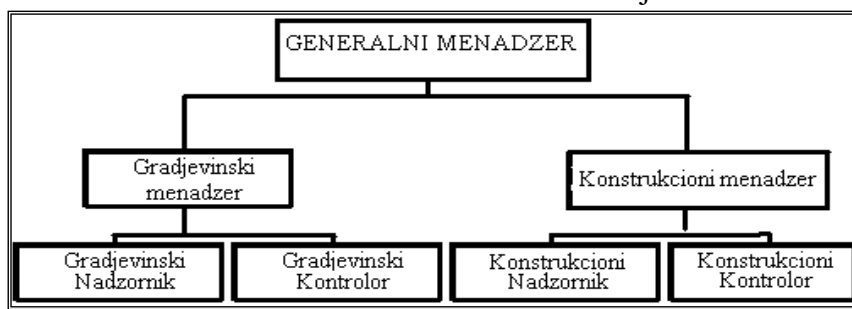 GENERALNI MENADZER
Gradjevinski
menadzer
Konstrukcioni menadzer
Gradjevinski
Nadzornik
Gradjevinski
Kontrolor
Konstrukcioni
Nadzornik
Konstrukcioni
Kontrolor